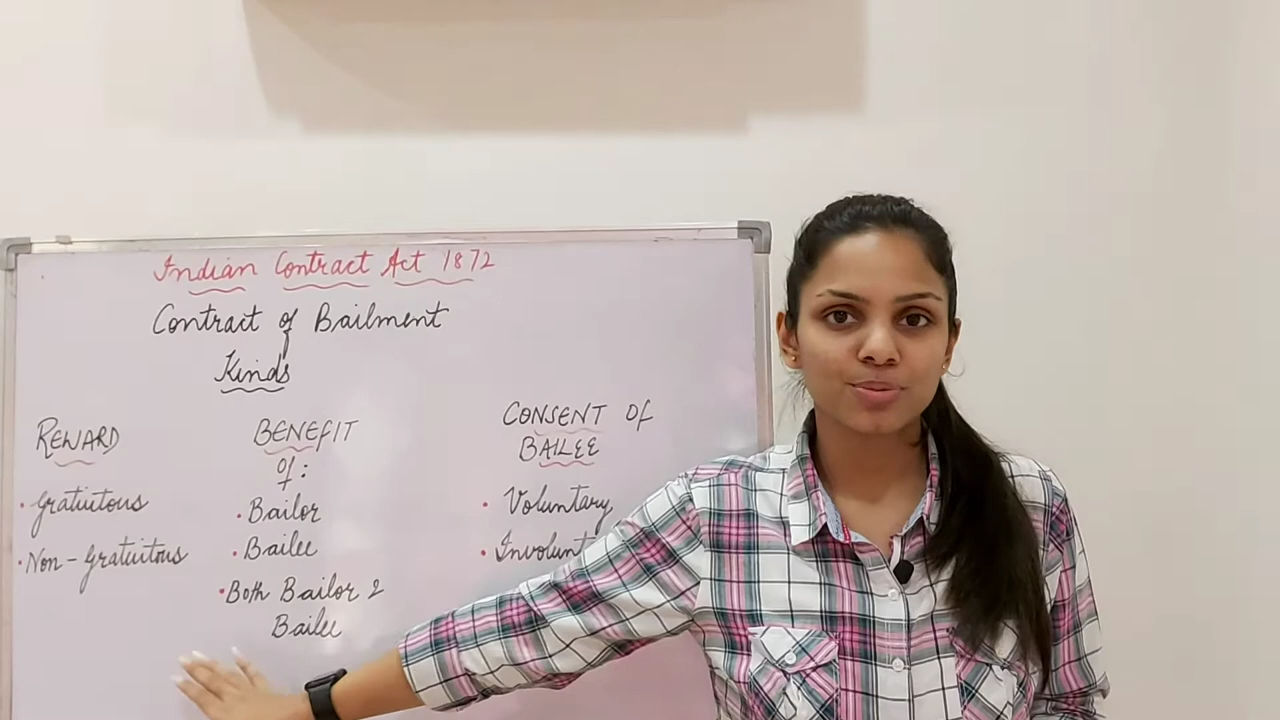 Indian Contract Act 1872
Contract of Bailment
Kinds
REWARD
• Gratuitous
• Non-gratuitous
BENEFIT
of:
• Bailor
• Bailee
• Both Bailor &
Bailee
CONSENT OF
BAILEE
• Voluntary
• Involunt